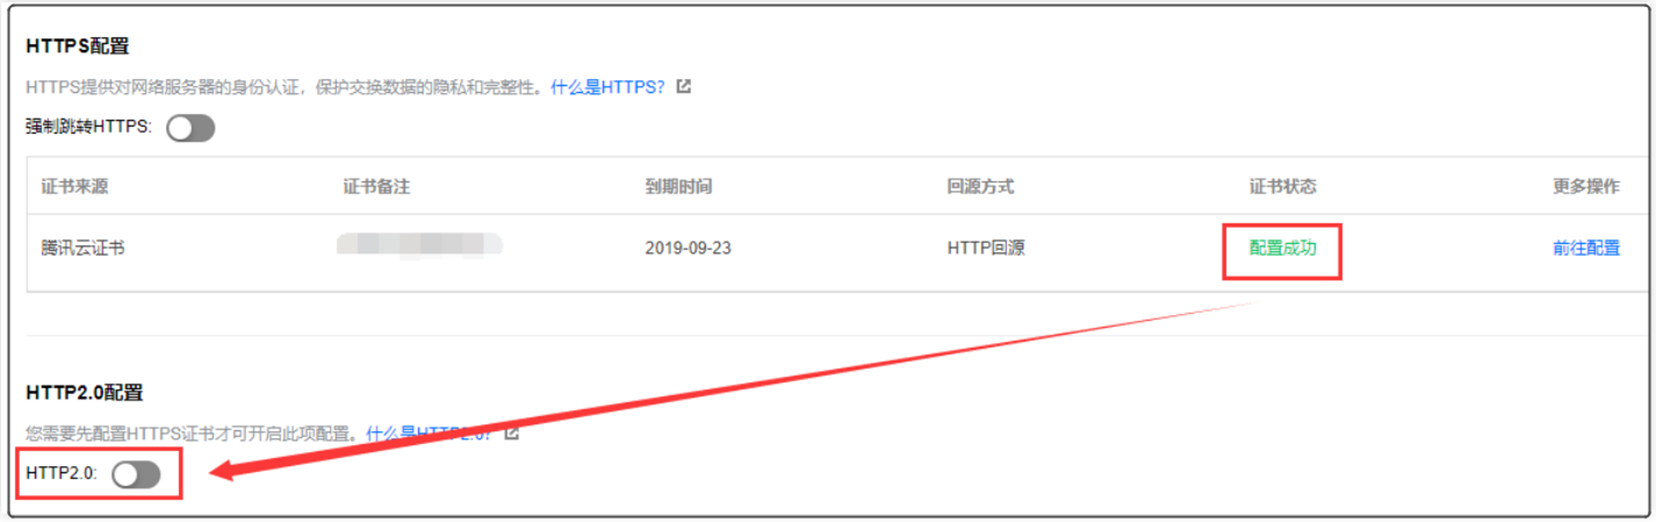 HTTPS配置
HTTPS提供对网络服务器的身份认证，保护交换数据的隐私和完整性。什么是HTTPS？
强制跳转HTTPS:
证书来源 证书备注 到期时间 回源方式 证书状态 更多操作
腾讯云证书 2019-09-23 HTTP回源 配置成功 前往配置
HTTP2.0配置
您需要先配置HTTPS证书才可开启此项配置。什么是HTTP2.0？
HTTP2.0: